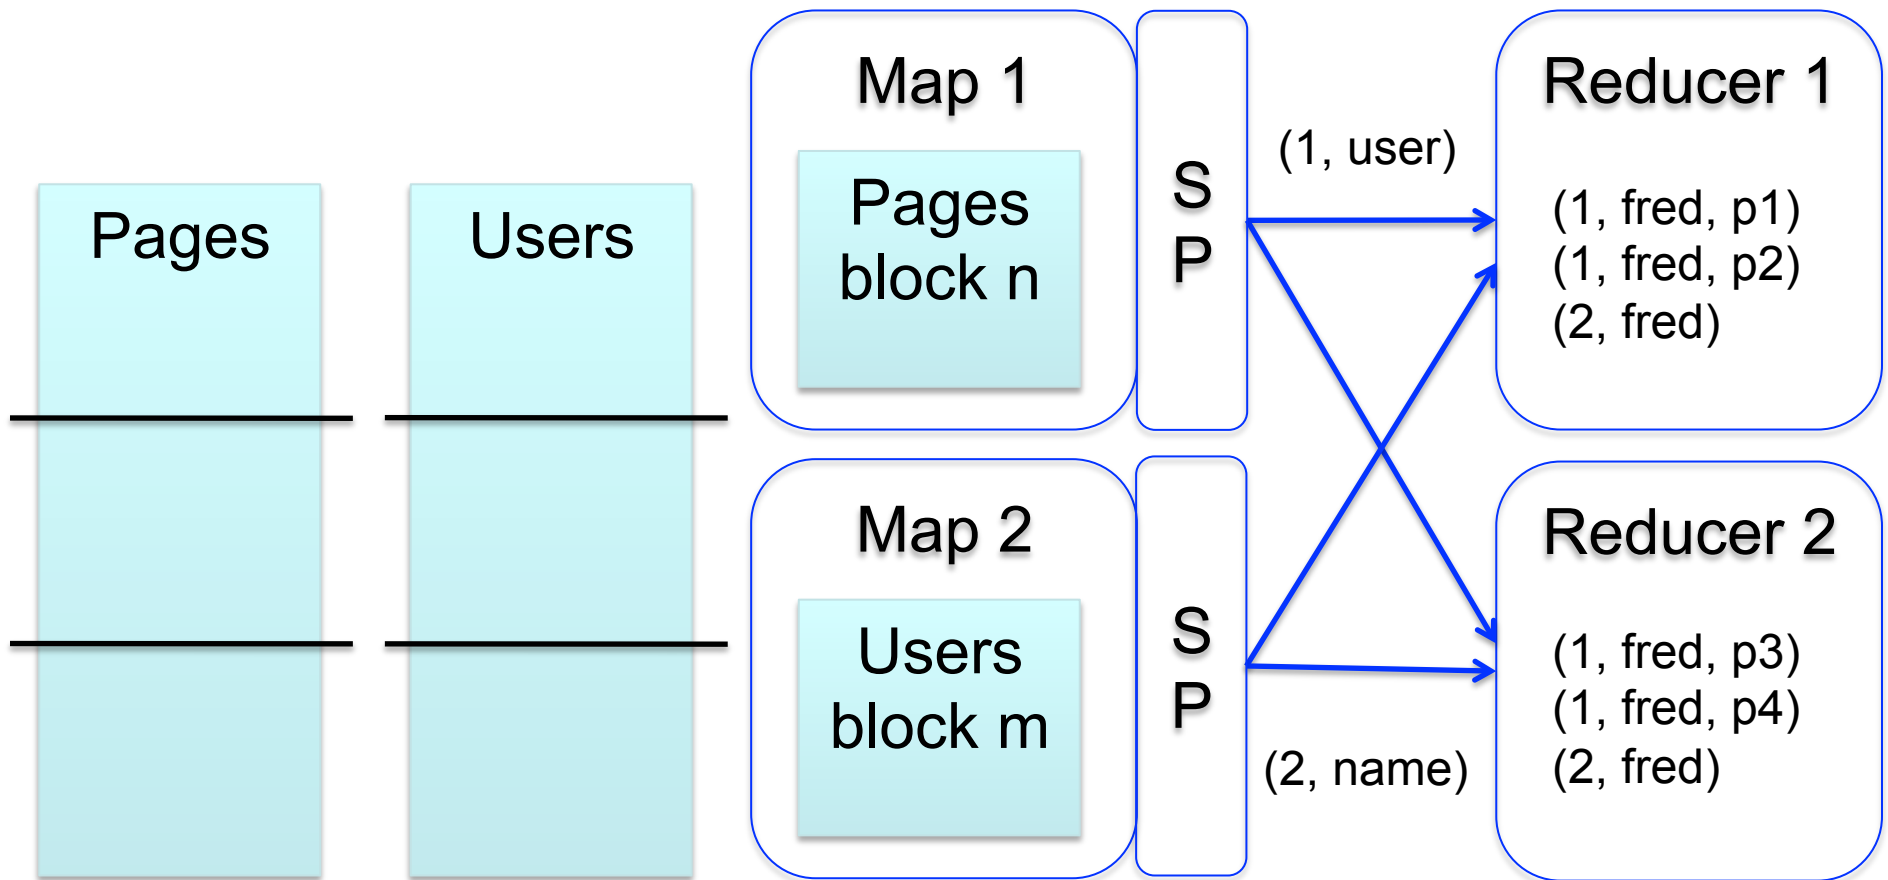 Pages
Users
Map 1
Pages
block n
S
P
(1, user)
Reducer 1
(1, fred, p1)
(1, fred, p2)
(2, fred)
Map 2
Users
block m
S
P
(2, name)
Reducer 2
(1, fred, p3)
(1, fred, p4)
(2, fred)